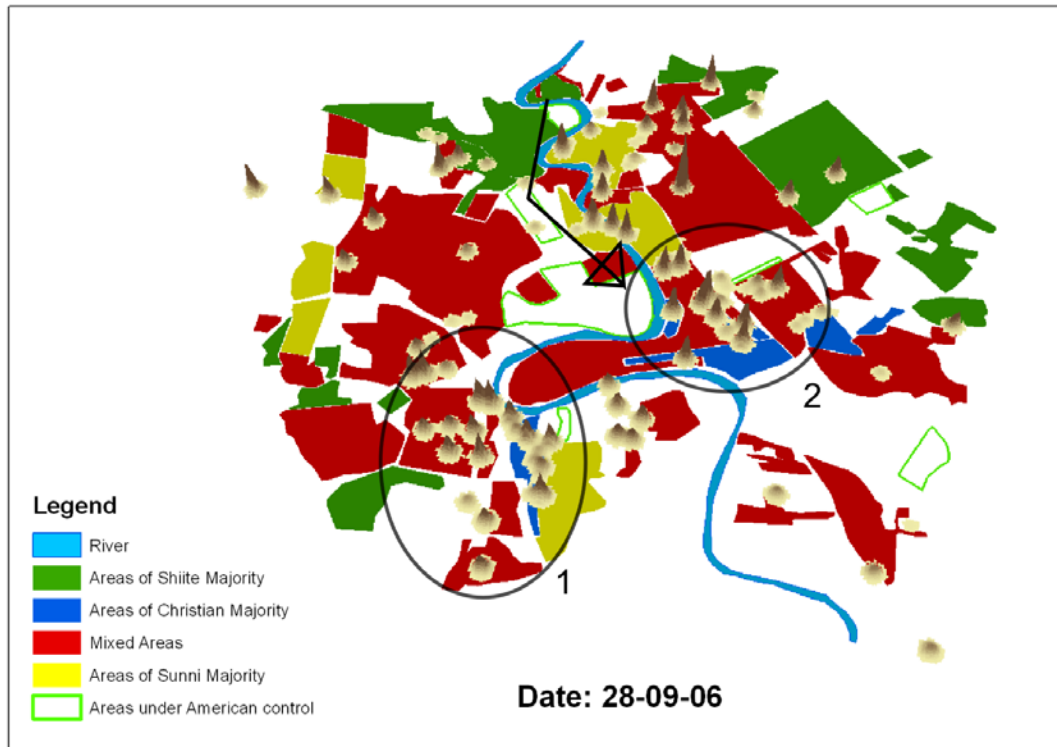 2
Legend
River
Areas of Shiite Majority
1
Areas of Christian Majority
Mixed Areas
Areas of Sunni Majority
Areas under American control
Date: 28-09-06